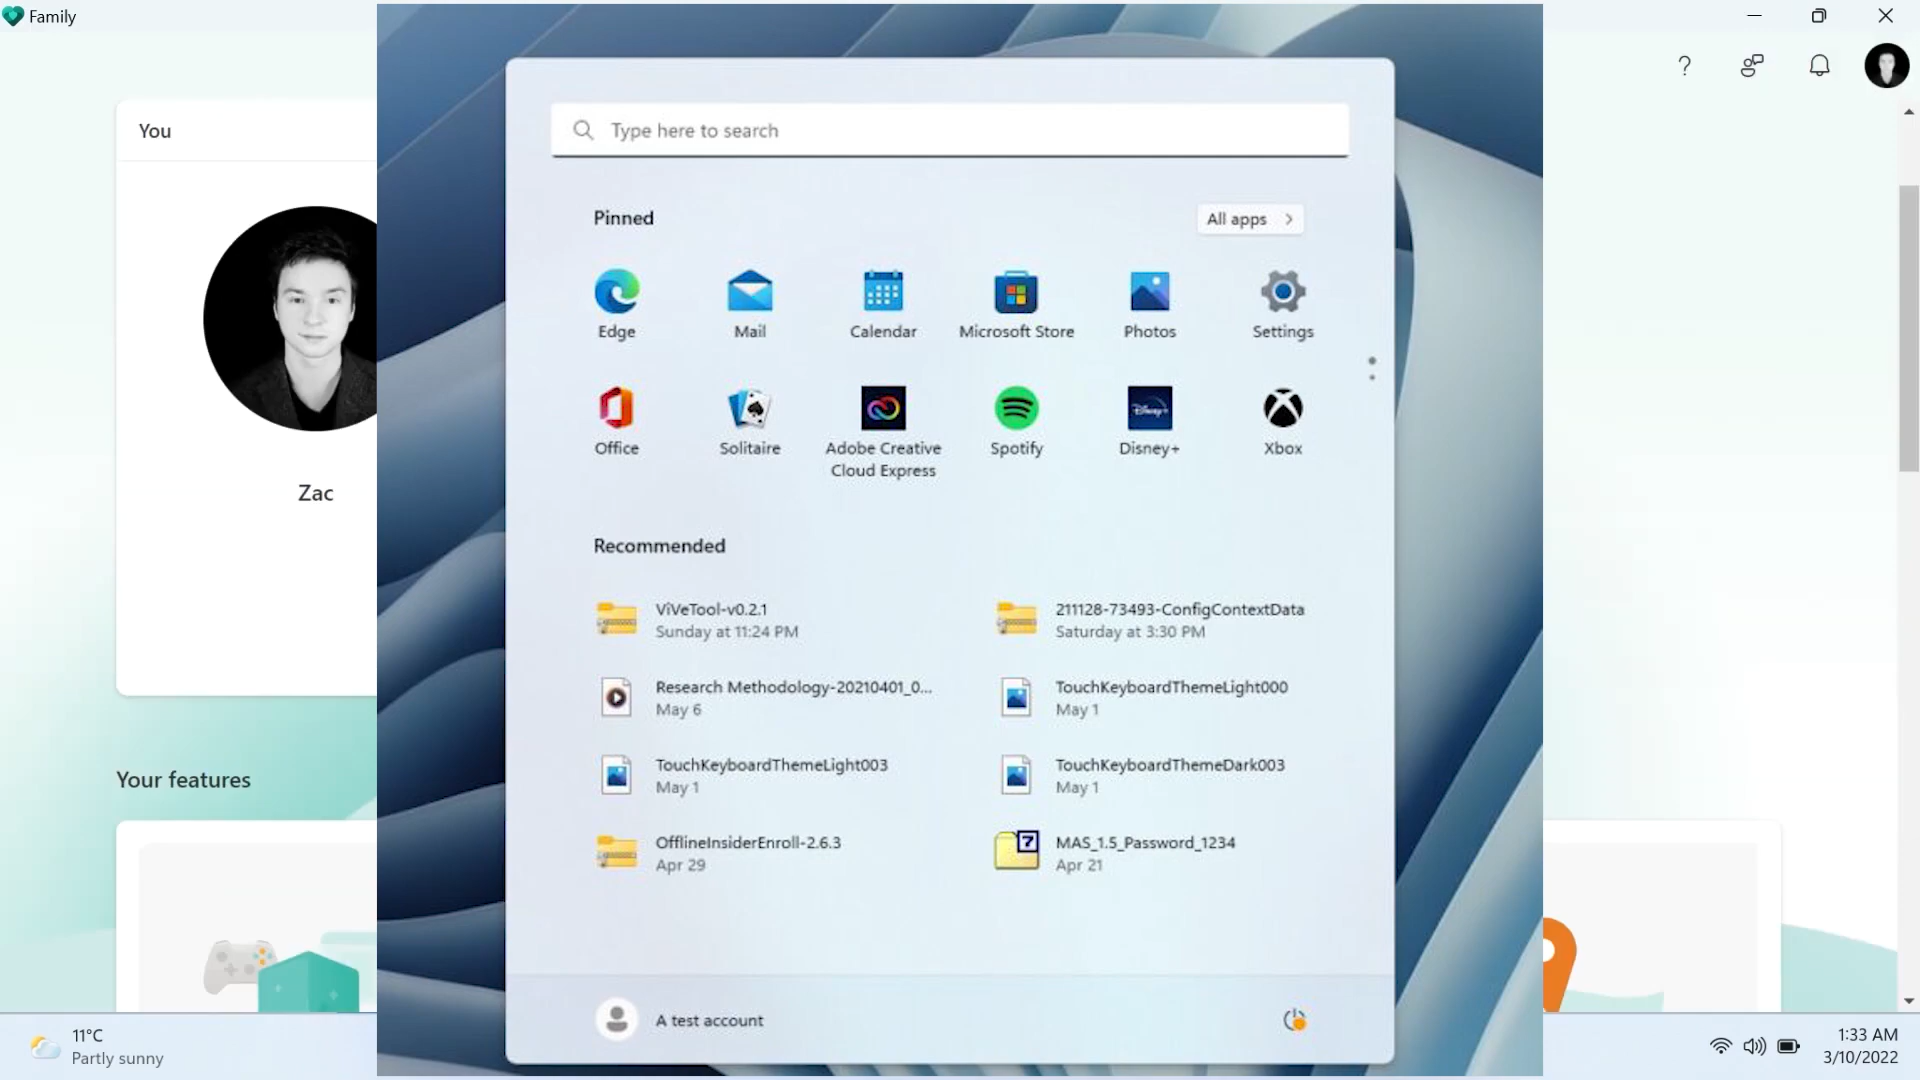 Family
You
Zac
Your features
Type here to search
Pinned
All apps
Edge
Mail
Calendar
Microsoft Store
Photos
Settings
Office
Solitaire
Adobe Creative
Cloud Express
Spotify
Disney+
Disney+
Xbox
Recommended
ViVeTool-v0.2.1
Sunday at 11:24 PM
211128-73493-ConfigContextData
Saturday at 3:30 PM
Research Methodology-20210401_0...
May 6
TouchKeyboardThemeLight000
May 1
TouchKeyboardThemeLight003
May 1
TouchKeyboardThemeDark003
May 1
OfflineInsiderEnroll-2.6.3
Apr 29
7
MAS_1.5_Password_1234
Apr 21
A test account
11°C
Partly sunny
1:33 AM
3/10/2022